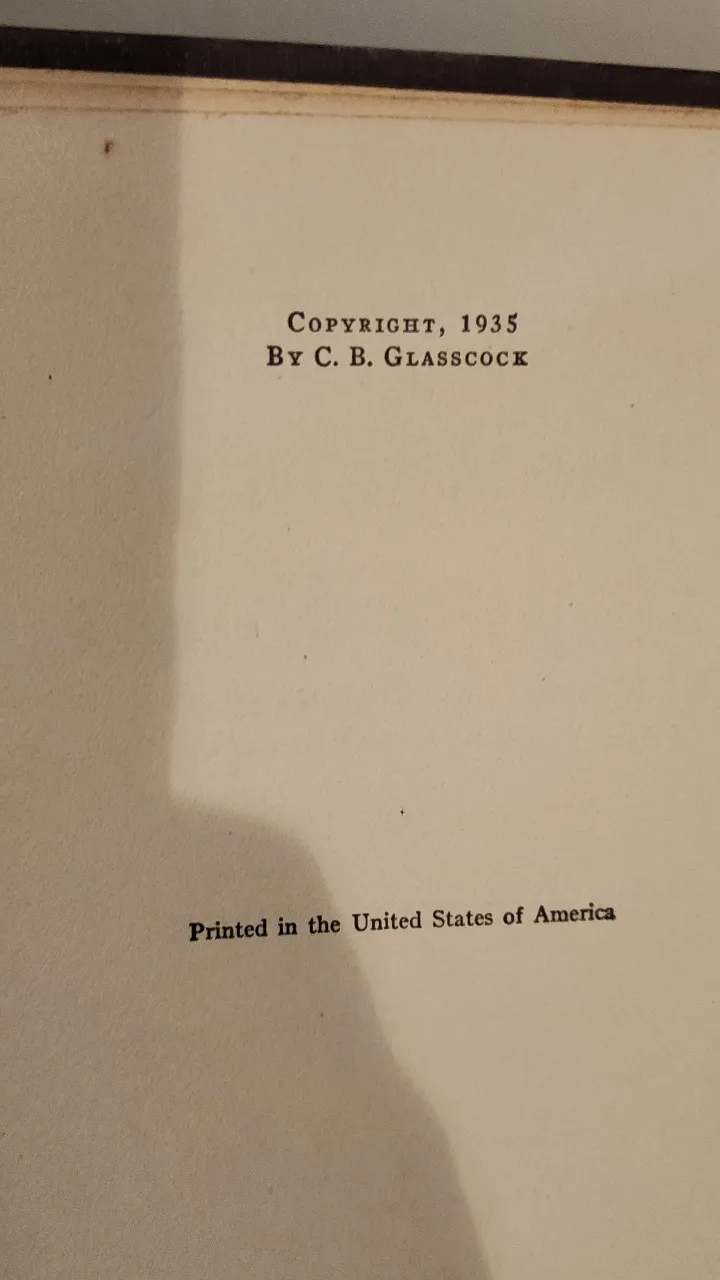 COPYRIGHT, 1935
BY C. B. GLASSCOCK
Printed in the United States of America